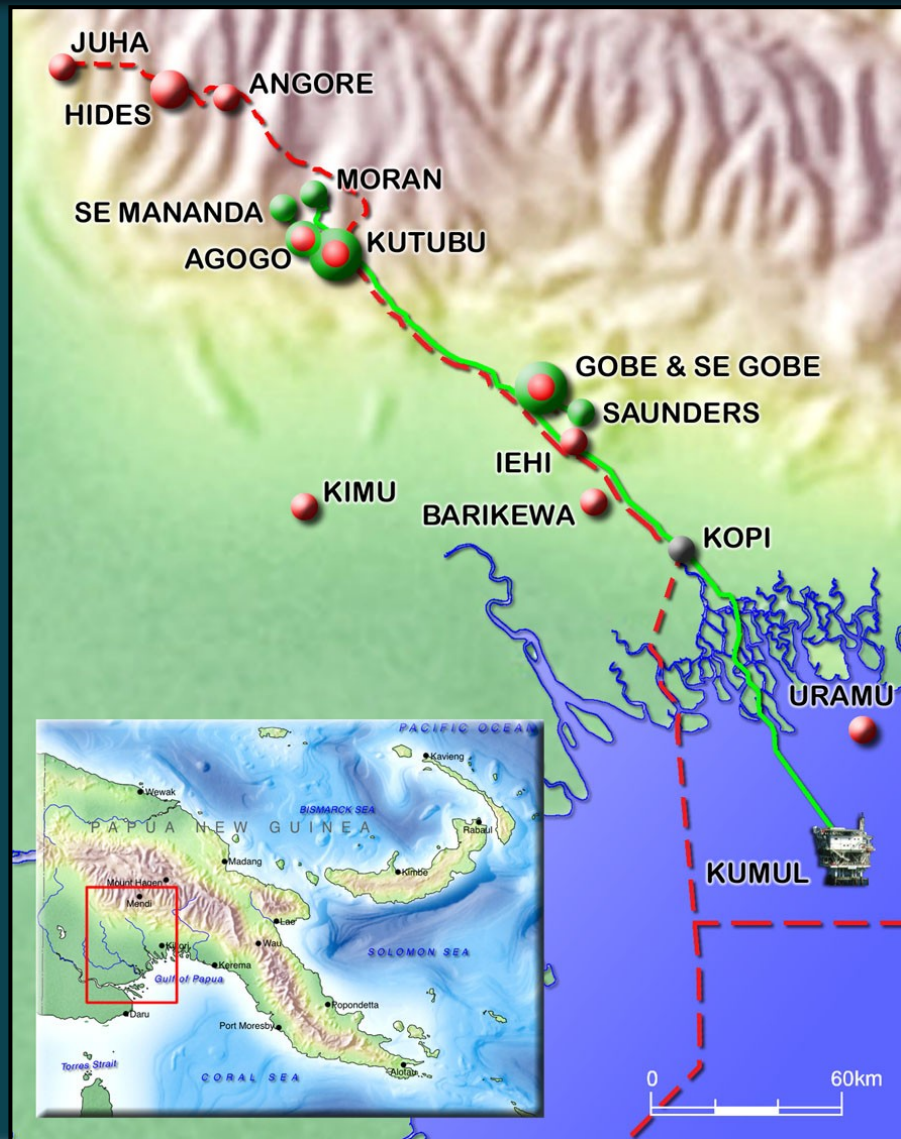 JUHA
ANGORE
HIDES
MORAN
SE MANANDA
KUTUBU
AGOGO
GOBE & SE GOBE
SAUNDERS
IEHI
KIMU
BARIKEWA
KOPI
URAMU
KUMUL
0 60km
PACIFIC OCEAN
Kavieng
Wewak
BISMARCK SEA
PAPUA NEW GUINEA
Rabaul
Madang
Kimbe
Mount Hagen
Mendi
Lae
Wau
SOLOMON SEA
Kikori
Kerema
Gulf of Papua
Popondetta
Daru
Port Moresby
Torres Strait
Alotau
CORAL SEA